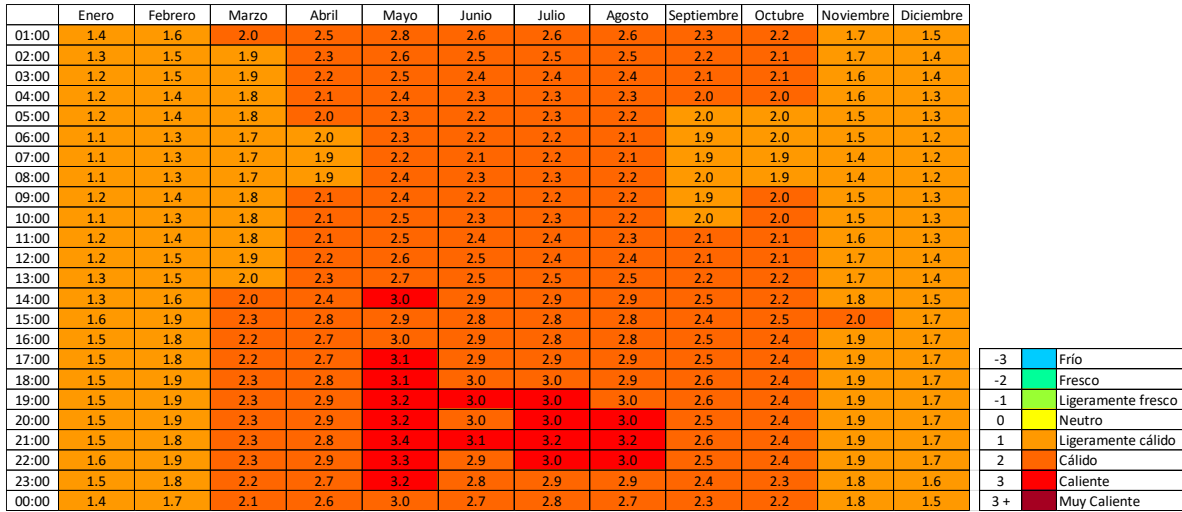 Enero Febrero Marzo Abril Mayo Junio Julio Agosto Septiembre Octubre Noviembre Diciembre
01:00 1.4 1.6 2.0 2.5 2.8 2.6 2.6 2.6 2.3 2.2 1.7 1.5
02:00 1.3 1.5 1.9 2.3 2.6 2.5 2.5 2.5 2.2 2.1 1.7 1.4
03:00 1.2 1.5 1.9 2.2 2.5 2.4 2.4 2.4 2.1 2.1 1.6 1.4
04:00 1.2 1.4 1.8 2.1 2.4 2.3 2.3 2.3 2.0 2.0 1.6 1.3
05:00 1.2 1.4 1.8 2.0 2.3 2.2 2.3 2.2 2.0 2.0 1.5 1.3
06:00 1.1 1.3 1.7 2.0 2.3 2.2 2.2 2.1 1.9 2.0 1.5 1.2
07:00 1.1 1.3 1.7 1.9 2.2 2.1 2.2 2.1 1.9 1.9 1.4 1.2
08:00 1.1 1.3 1.7 1.9 2.4 2.3 2.3 2.2 2.0 1.9 1.4 1.2
09:00 1.2 1.4 1.8 2.1 2.4 2.2 2.2 2.2 1.9 2.0 1.5 1.3
10:00 1.1 1.3 1.8 2.1 2.5 2.3 2.3 2.2 2.0 2.0 1.5 1.3
11:00 1.2 1.4 1.8 2.1 2.5 2.4 2.4 2.3 2.1 2.1 1.6 1.3
12:00 1.2 1.5 1.9 2.2 2.6 2.5 2.4 2.4 2.1 2.1 1.7 1.4
13:00 1.3 1.5 2.0 2.3 2.7 2.5 2.5 2.5 2.2 2.2 1.7 1.4
14:00 1.3 1.6 2.0 2.4 3.0 2.9 2.9 2.9 2.5 2.2 1.8 1.5
15:00 1.6 1.9 2.3 2.8 2.9 2.8 2.8 2.8 2.4 2.5 2.0 1.7
16:00 1.5 1.8 2.2 2.7 3.0 2.9 2.8 2.8 2.5 2.4 1.9 1.7
17:00 1.5 1.8 2.2 2.7 3.1 2.9 2.9 2.9 2.5 2.4 1.9 1.7 -3 Frío
18:00 1.5 1.9 2.3 2.8 3.1 3.0 3.0 2.9 2.6 2.4 1.9 1.7 -2 Fresco
19:00 1.5 1.9 2.3 2.9 3.2 3.0 3.0 3.0 2.6 2.4 1.9 1.7 -1 Ligeramente fresco
20:00 1.5 1.9 2.3 2.9 3.2 3.0 3.0 3.0 2.5 2.4 1.9 1.7 0 Neutro
21:00 1.5 1.8 2.3 2.8 3.4 3.1 3.2 3.2 2.6 2.4 1.9 1.7 1 Ligeramente cálido
22:00 1.6 1.9 2.3 2.9 3.3 2.9 3.0 3.0 2.5 2.4 1.9 1.7 2 Cálido
23:00 1.5 1.8 2.2 2.7 3.2 2.8 2.9 2.9 2.4 2.3 1.8 1.6 3 Caliente
00:00 1.4 1.7 2.1 2.6 3.0 2.7 2.8 2.7 2.3 2.2 1.8 1.5 3 + Muy Caliente